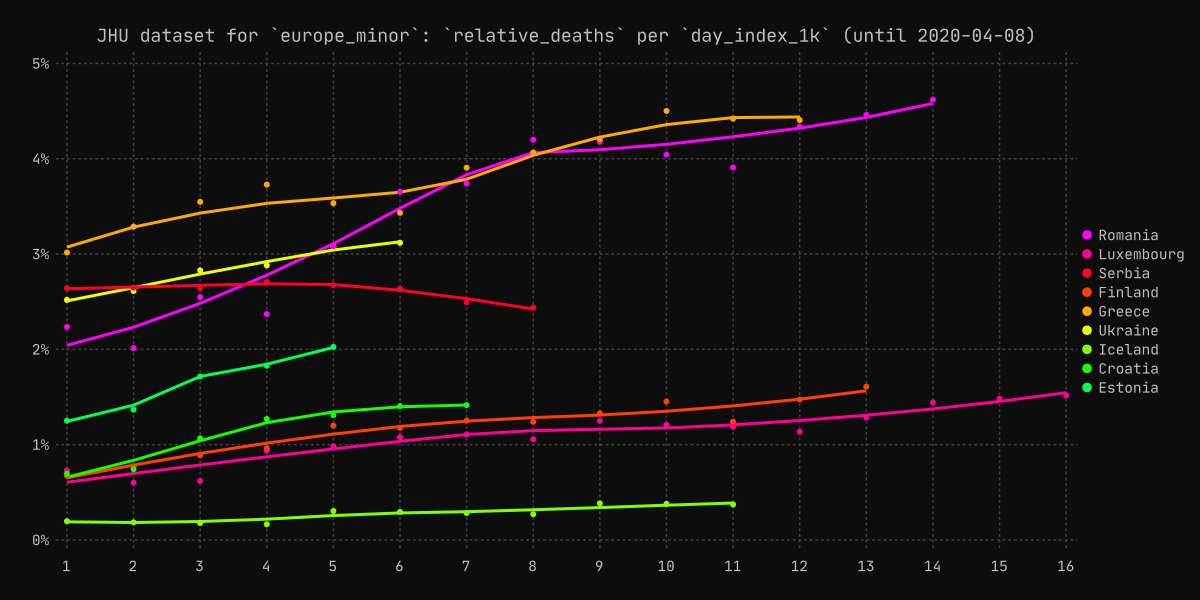 JHU dataset for `europe_minor`: `relative_deaths` per `day_index_1k` (until 2020-04-08)
5%
4%
3%
2%
1%
0%
1 2 3 4 5 6 7 8 9 10 11 12 13 14 15 16
Romania
Luxembourg
Serbia
Finland
Greece
Ukraine
Iceland
Croatia
Estonia